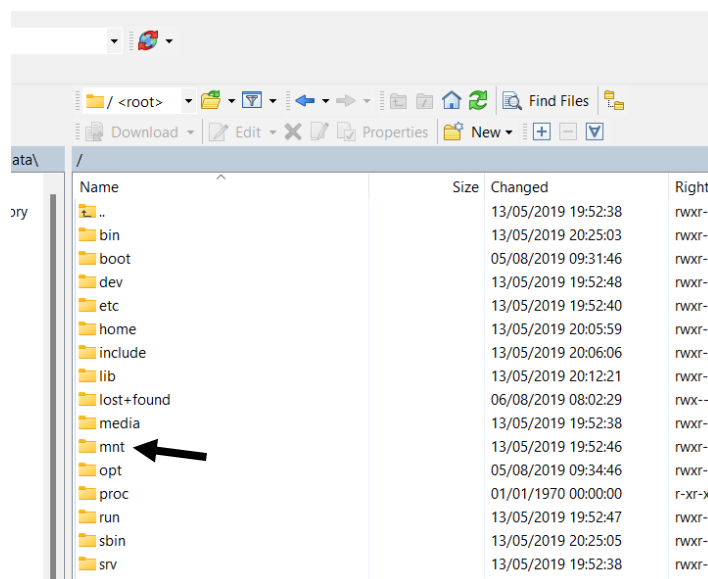 / <root>
Find Files
Download Edit Properties New
ata\ /
Name Size Changed Right
ory .. 13/05/2019 19:52:38 rwxr-
bin 13/05/2019 20:25:03 rwxr-
boot 05/08/2019 09:31:46 rwxr-
dev 13/05/2019 19:52:48 rwxr-
etc 13/05/2019 19:52:40 rwxr-
home 13/05/2019 20:05:59 rwxr-
include 13/05/2019 20:06:06 rwxr-
lib 13/05/2019 20:12:21 rwxr-
lost+found 06/08/2019 08:02:29 rwx--
media 13/05/2019 19:52:38 rwxr-
mnt 13/05/2019 19:52:46 rwxr-
opt 05/08/2019 09:34:46 rwxr-
proc 01/01/1970 00:00:00 r-xr-x
run 13/05/2019 19:52:47 rwxr-
sbin 13/05/2019 20:25:05 rwxr-
srv 13/05/2019 19:52:38 rwxr-